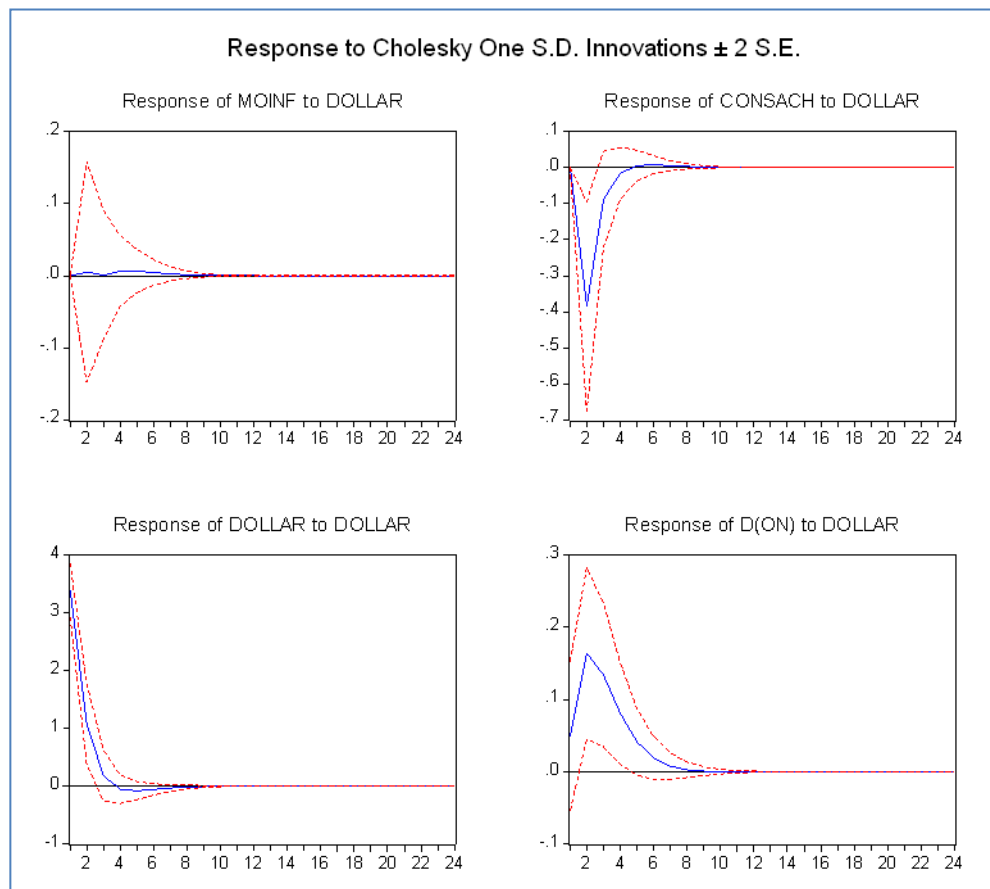 Response to Cholesky One S.D. Innovations ± 2 S.E.
Response of MOINF to DOLLAR
.2
.1
.0
-.1
-.2
2 4 6 8 10 12 14 16 18 20 22 24
Response of CONSACH to DOLLAR
.1
.0
-.1
-.2
-.3
-.4
-.5
-.6
-.7
2 4 6 8 10 12 14 16 18 20 22 24
Response of DOLLAR to DOLLAR
4
3
2
1
0
-1
2 4 6 8 10 12 14 16 18 20 22 24
Response of D(ON) to DOLLAR
.3
.2
.1
.0
-.1
2 4 6 8 10 12 14 16 18 20 22 24